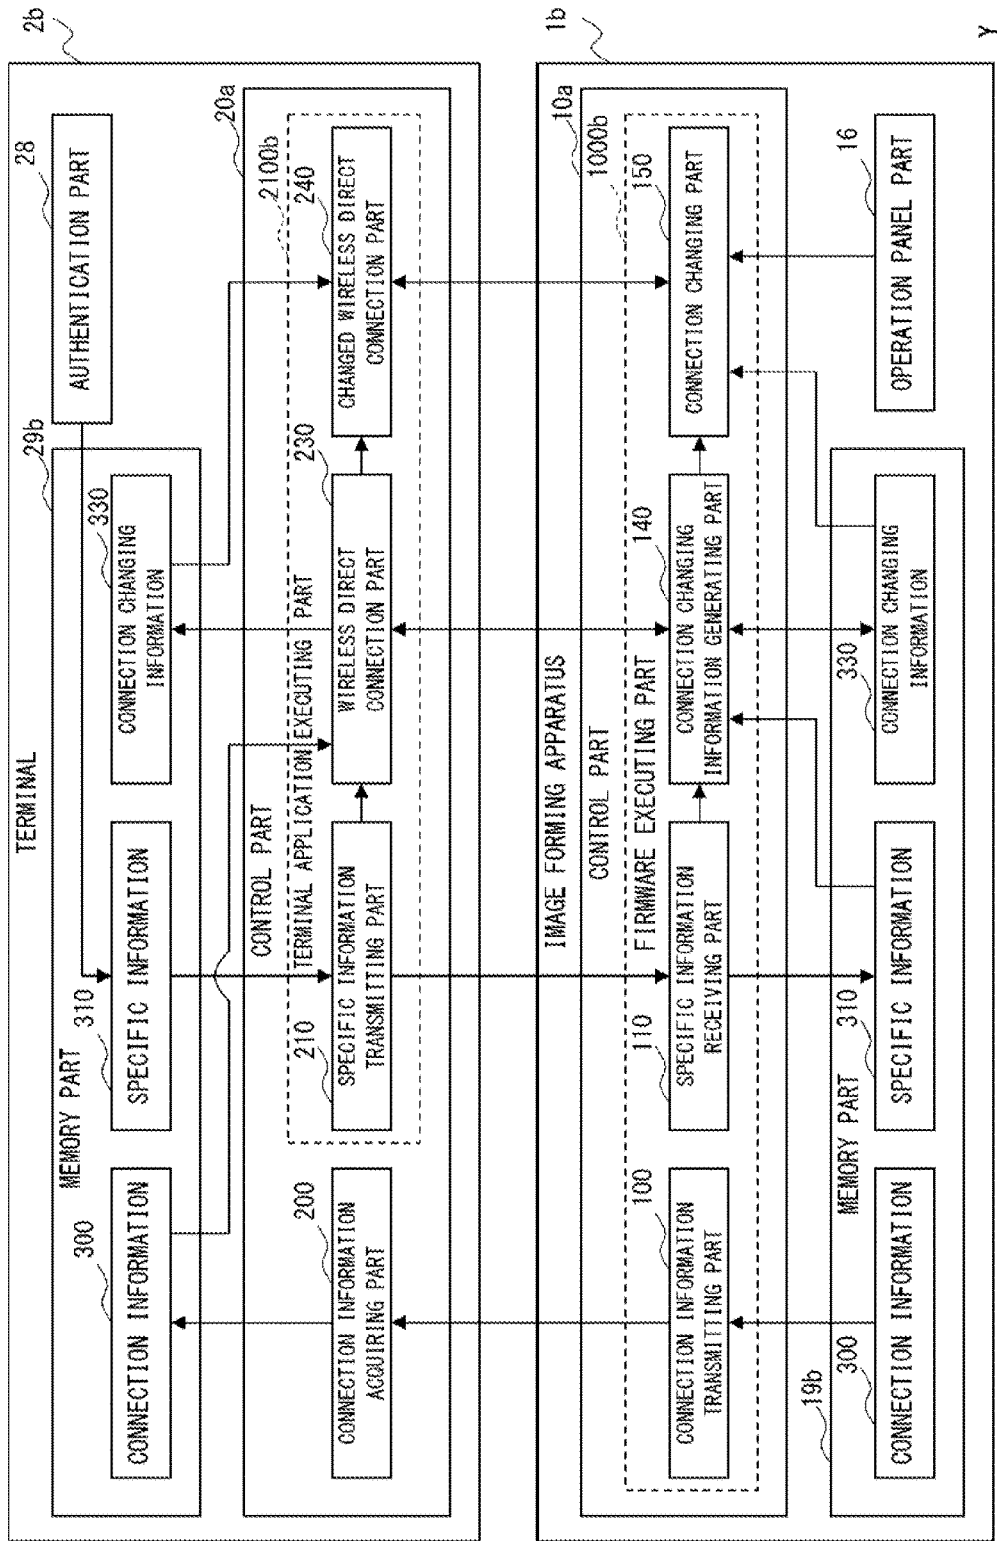 TERMINAL
2b
MEMORY PART
29b
300
CONNECTION INFORMATION
310
SPECIFIC INFORMATION
330
CONNECTION CHANGING
INFORMATION
28
AUTHENTICATION PART
CONTROL PART
20a
TERMINAL APPLICATION EXECUTING PART
2100b
200
CONNECTION INFORMATION
ACQUIRING PART
210
SPECIFIC INFORMATION
TRANSMITTING PART
230
WIRELESS DIRECT
CONNECTION PART
240
CHANGED WIRELESS DIRECT
CONNECTION PART
IMAGE FORMING APPARATUS
1b
CONTROL PART
10a
FIRMWARE EXECUTING PART
1000b
100
CONNECTION INFORMATION
TRANSMITTING PART
110
SPECIFIC INFORMATION
RECEIVING PART
140
CONNECTION CHANGING
INFORMATION GENERATING PART
150
CONNECTION CHANGING PART
19b
MEMORY PART
300
CONNECTION INFORMATION
310
SPECIFIC INFORMATION
330
CONNECTION CHANGING
INFORMATION
16
OPERATION PANEL PART
Y